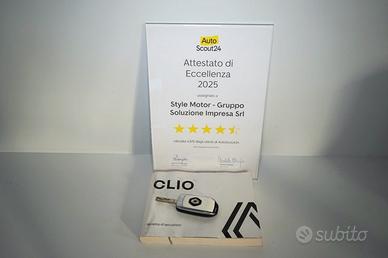 Auto
Scout24
Attestato di
Eccellenza
2025
assegnato a
Style Motor - Gruppo
Soluzione Impresa Srl
CLIO
subito